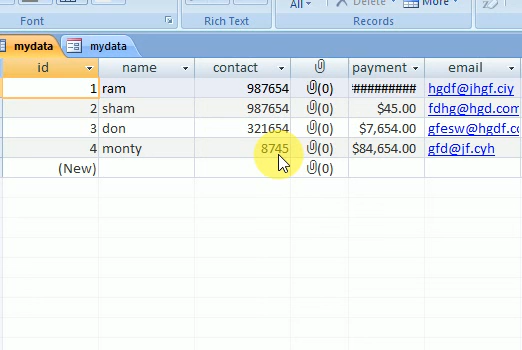 All Delete More
Font Rich Text Records
mydata mydata
id name contact payment email
1 ram 987654 (0) ########## hgdf@jhgf.ciy
2 sham 987654 (0) $45.00 fdhg@hgd.com
3 don 321654 (0) $7,654.00 gfesw@hgdf.co
4 monty 8745 (0) $84,654.00 gfd@jf.cyh
(New) (0)